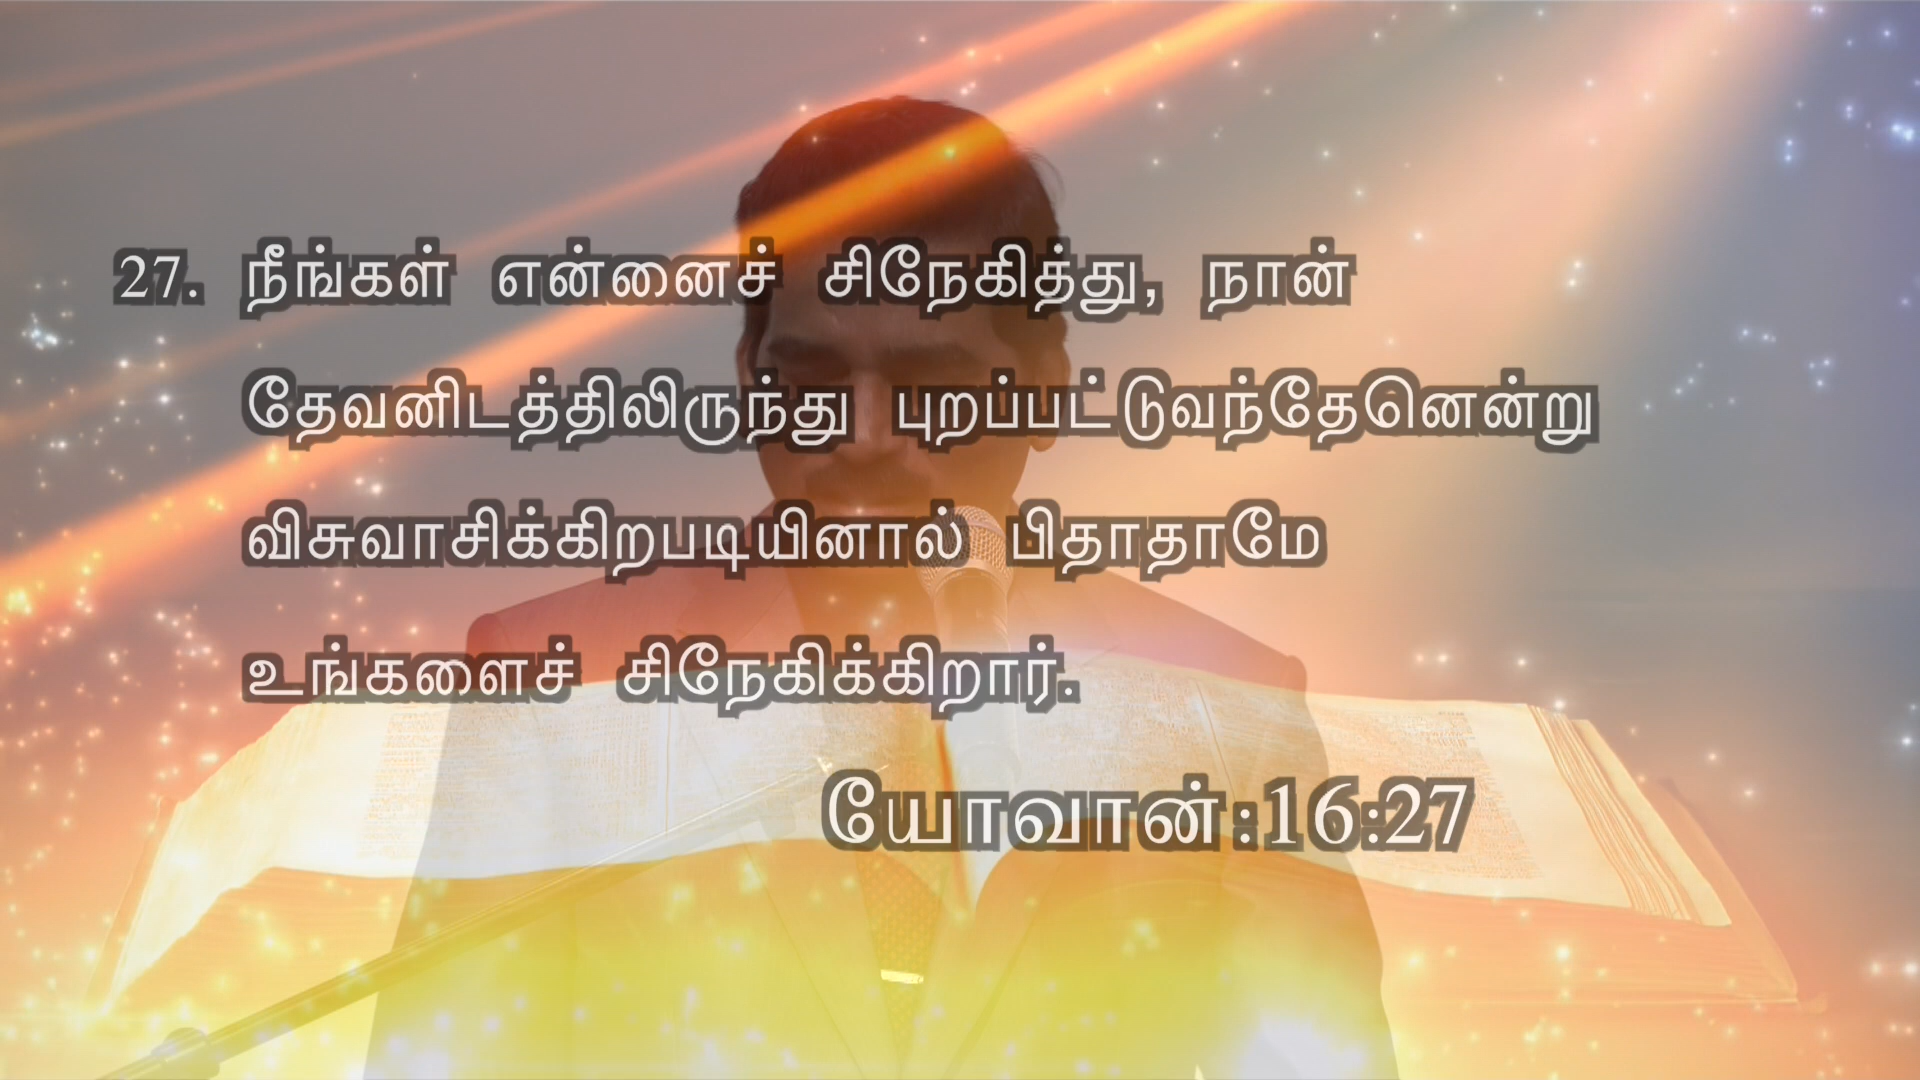 27. நீங்கள் என்னைச் சிநேகித்து, நான்
தேவனிடத்திலிருந்து புறப்பட்டுவந்தேனென்று
விசுவாசிக்கிறபடியினால் பிதாதாமே
உங்களைச் சிநேகிக்கிறார்.
யோவான்:16:27